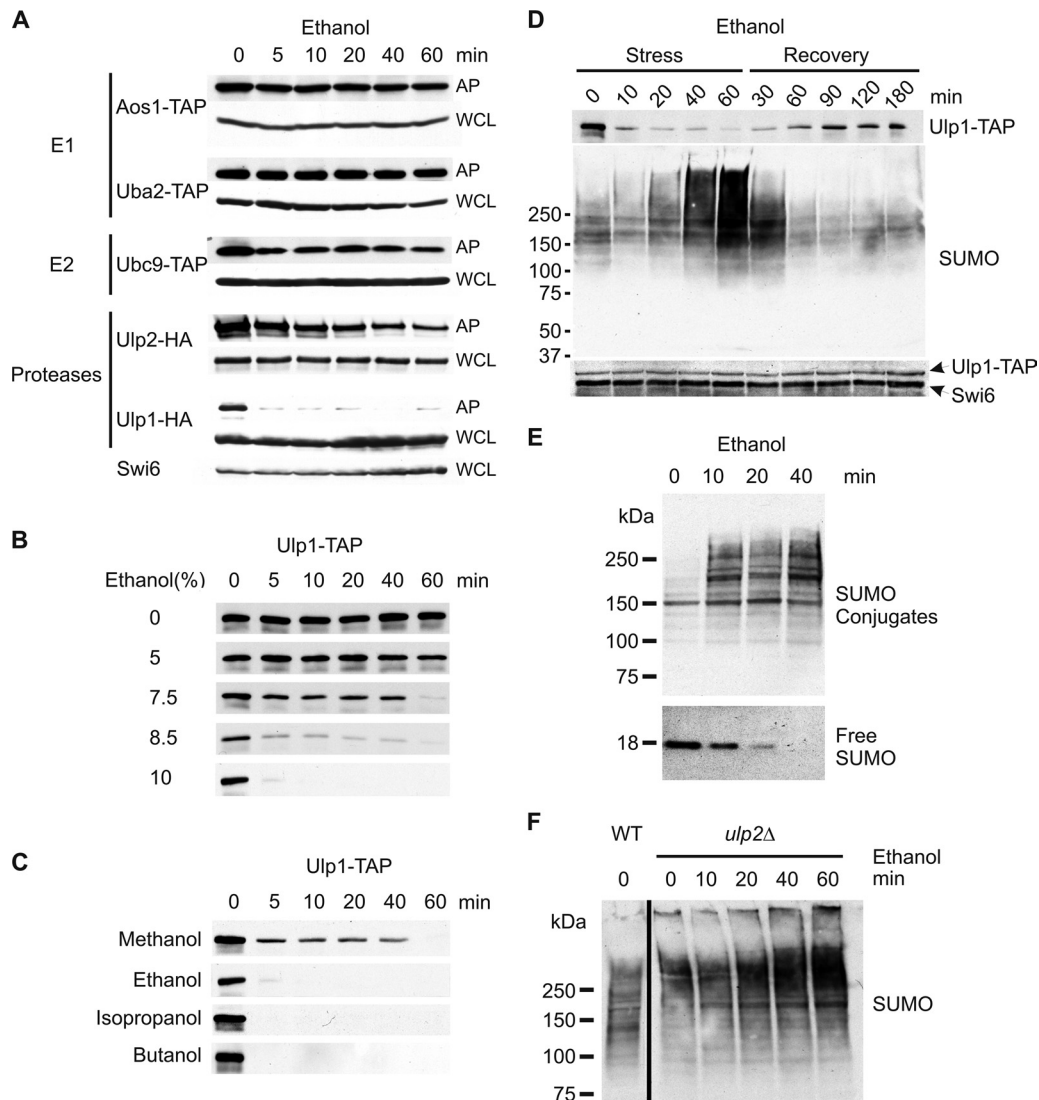 A
Ethanol
0 5 10 20 40 60 min
E1
Aos1-TAP
AP
WCL
Uba2-TAP
AP
WCL
E2
Ubc9-TAP
AP
WCL
Proteases
Ulp2-HA
AP
WCL
Ulp1-HA
AP
WCL
Swi6
WCL
B
Ulp1-TAP
Ethanol(%) 0 5 10 20 40 60 min
0
5
7.5
8.5
10
C
Ulp1-TAP
0 5 10 20 40 60 min
Methanol
Ethanol
Isopropanol
Butanol
D
Ethanol
Stress Recovery
0 10 20 40 60 30 60 90 120 180 min
Ulp1-TAP
250
150
100
75
50
37
SUMO
Ulp1-TAP
Swi6
E
Ethanol
0 10 20 40 min
kDa
250
150
100
75
SUMO
Conjugates
18
Free
SUMO
F
WT ulp2Δ
Ethanol
0 0 10 20 40 60 min
kDa
250
150
100
75
SUMO